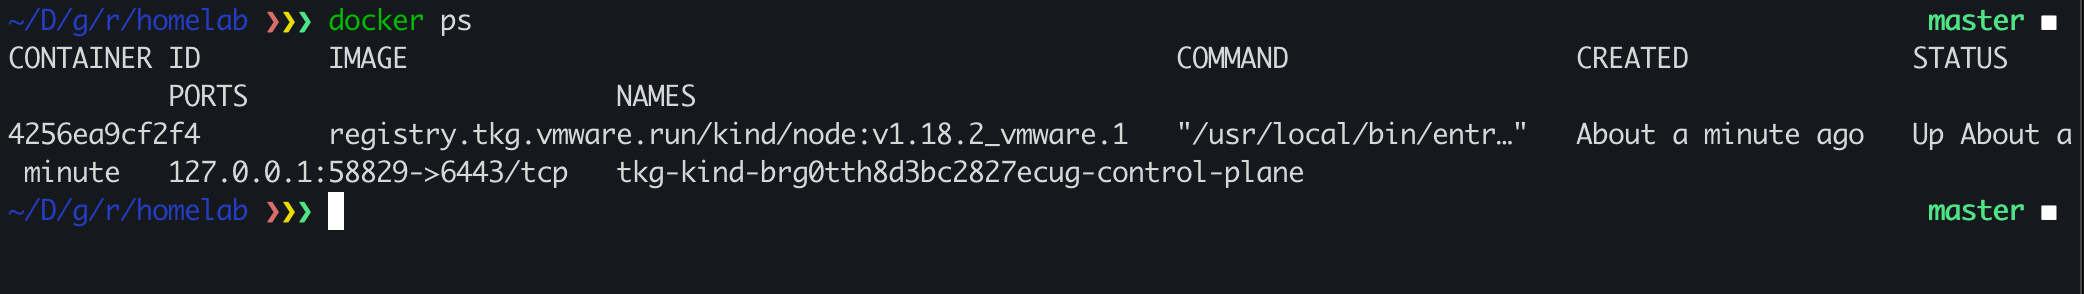 ~/D/g/r/homelab ❯❯❯ docker ps master ■
CONTAINER ID IMAGE COMMAND CREATED STATUS
PORTS NAMES
4256ea9cf2f4 registry.tkg.vmware.run/kind/node:v1.18.2_vmware.1 "/usr/local/bin/entr…" About a minute ago Up About a
minute 127.0.0.1:58829->6443/tcp tkg-kind-brg0tth8d3bc2827ecug-control-plane
~/D/g/r/homelab ❯❯❯ master ■